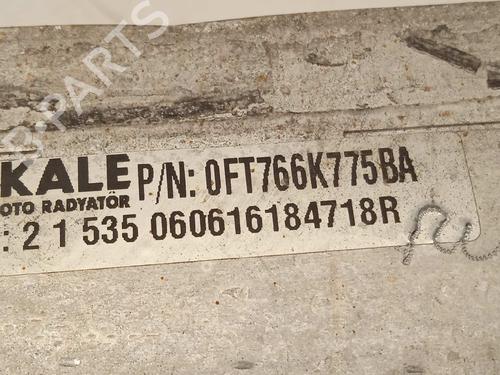 KALE P/N: 0FT766K775BA
OTO RADYATÖR
: 2 1 535 060616184718R